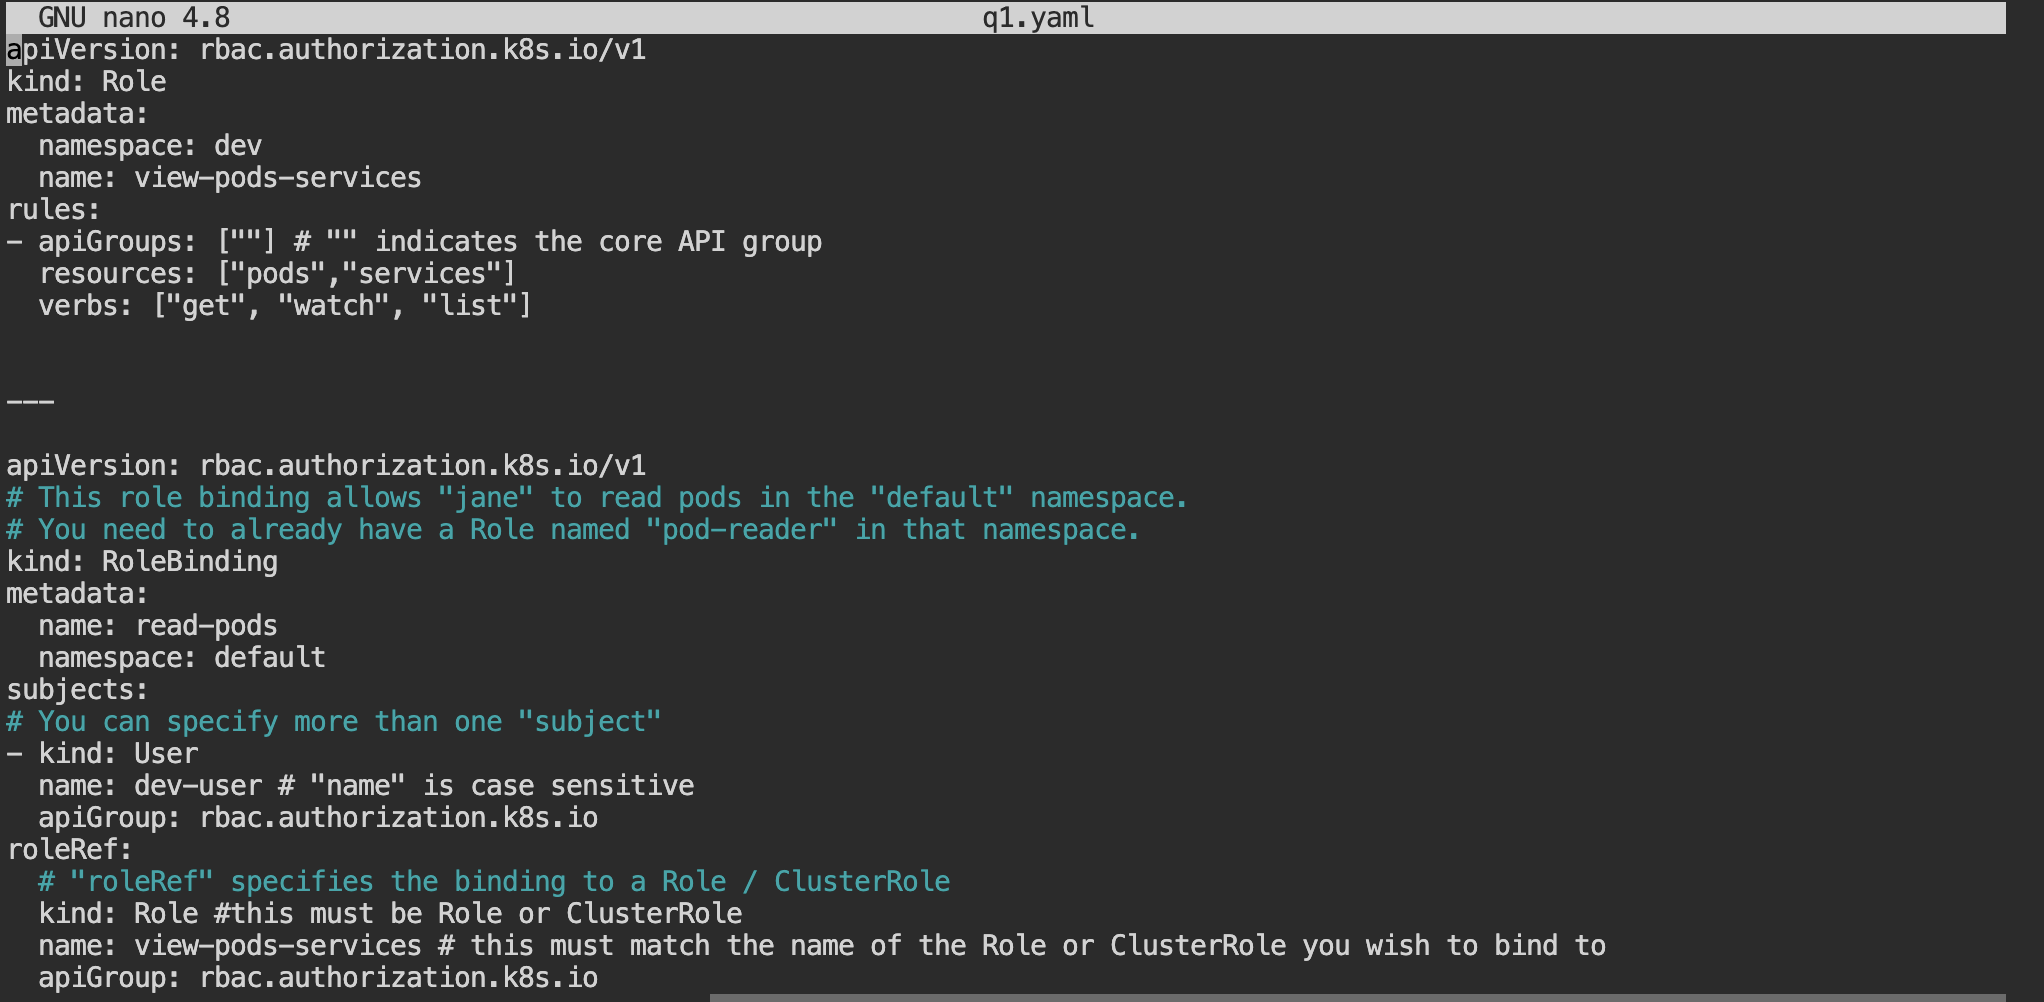 GNU nano 4.8 q1.yaml
apiVersion: rbac.authorization.k8s.io/v1
kind: Role
metadata:
  namespace: dev
  name: view-pods-services
rules:
- apiGroups: [""] # "" indicates the core API group
  resources: ["pods","services"]
  verbs: ["get", "watch", "list"]
---
apiVersion: rbac.authorization.k8s.io/v1
# This role binding allows "jane" to read pods in the "default" namespace.
# You need to already have a Role named "pod-reader" in that namespace.
kind: RoleBinding
metadata:
  name: read-pods
  namespace: default
subjects:
# You can specify more than one "subject"
- kind: User
  name: dev-user # "name" is case sensitive
  apiGroup: rbac.authorization.k8s.io
roleRef:
  # "roleRef" specifies the binding to a Role / ClusterRole
  kind: Role #this must be Role or ClusterRole
  name: view-pods-services # this must match the name of the Role or ClusterRole you wish to bind to
  apiGroup: rbac.authorization.k8s.io